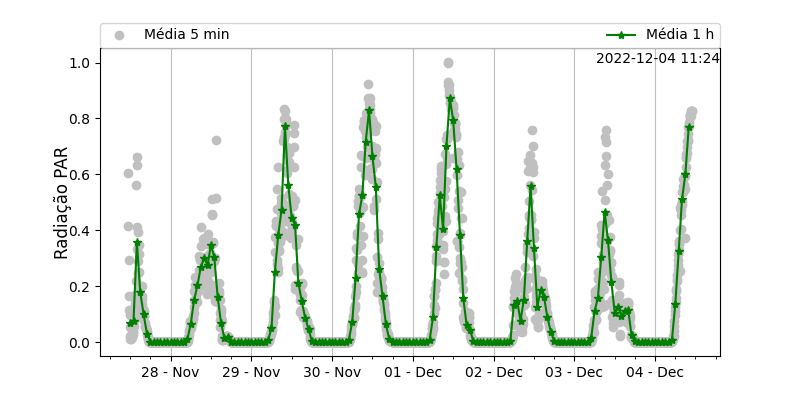 Média 5 min
Média 1 h
2022-12-04 11:24
Radiação PAR
1.0
0.8
0.6
0.4
0.2
0.0
28 - Nov
29 - Nov
30 - Nov
01 - Dec
02 - Dec
03 - Dec
04 - Dec